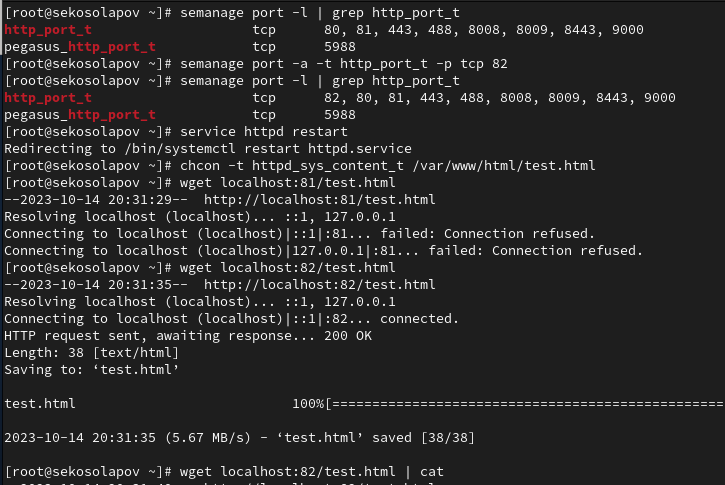 [root@sekosolapov ~]# semanage port -l | grep http_port_t
http_port_t                    tcp      80, 81, 443, 488, 8008, 8009, 8443, 9000
pegasus_http_port_t            tcp      5988
[root@sekosolapov ~]# semanage port -a -t http_port_t -p tcp 82
[root@sekosolapov ~]# semanage port -l | grep http_port_t
http_port_t                    tcp      82, 80, 81, 443, 488, 8008, 8009, 8443, 9000
pegasus_http_port_t            tcp      5988
[root@sekosolapov ~]# service httpd restart
Redirecting to /bin/systemctl restart httpd.service
[root@sekosolapov ~]# chcon -t httpd_sys_content_t /var/www/html/test.html
[root@sekosolapov ~]# wget localhost:81/test.html
--2023-10-14 20:31:29--  http://localhost:81/test.html
Resolving localhost (localhost)... ::1, 127.0.0.1
Connecting to localhost (localhost)|::1|:81... failed: Connection refused.
Connecting to localhost (localhost)|127.0.0.1|:81... failed: Connection refused.
[root@sekosolapov ~]# wget localhost:82/test.html
--2023-10-14 20:31:35--  http://localhost:82/test.html
Resolving localhost (localhost)... ::1, 127.0.0.1
Connecting to localhost (localhost)|::1|:82... connected.
HTTP request sent, awaiting response... 200 OK
Length: 38 [text/html]
Saving to: ‘test.html’
test.html                           100%[==================================================
2023-10-14 20:31:35 (5.67 MB/s) - ‘test.html’ saved [38/38]
[root@sekosolapov ~]# wget localhost:82/test.html | cat